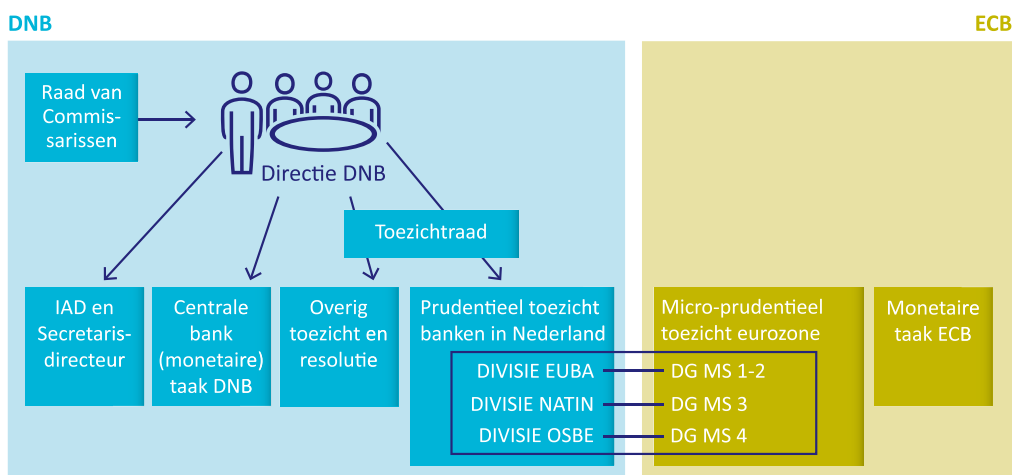 DNB
ECB
Raad van
Commis-
sarissen
Directie DNB
Toezichtraad
IAD en
Secretaris-
directeur
Centrale
bank
(monetaire)
taak DNB
Overig
toezicht en
resolutie
Prudentieel toezicht
banken in Nederland
DIVISIE EUBA
DIVISIE NATIN
DIVISIE OSBE
Micro-prudentieel
toezicht eurozone
DG MS 1-2
DG MS 3
DG MS 4
Monetaire
taak ECB